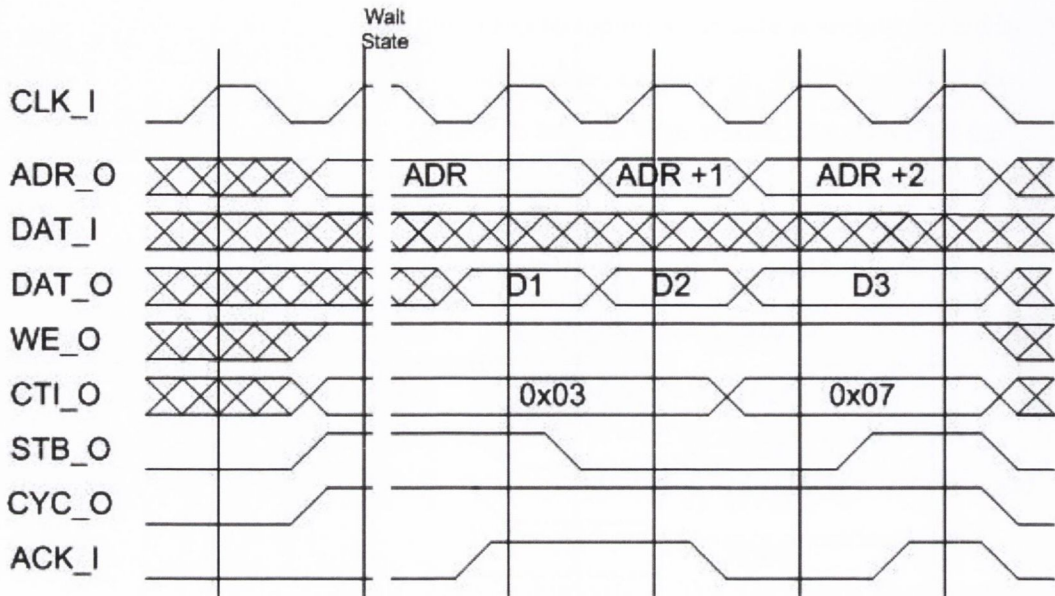 Wait
State
CLK_I
ADR_O ADR ADR +1 ADR +2
DAT_I
DAT_O D1 D2 D3
WE_O
CTI_O 0x03 0x07
STB_O
CYC_O
ACK_I